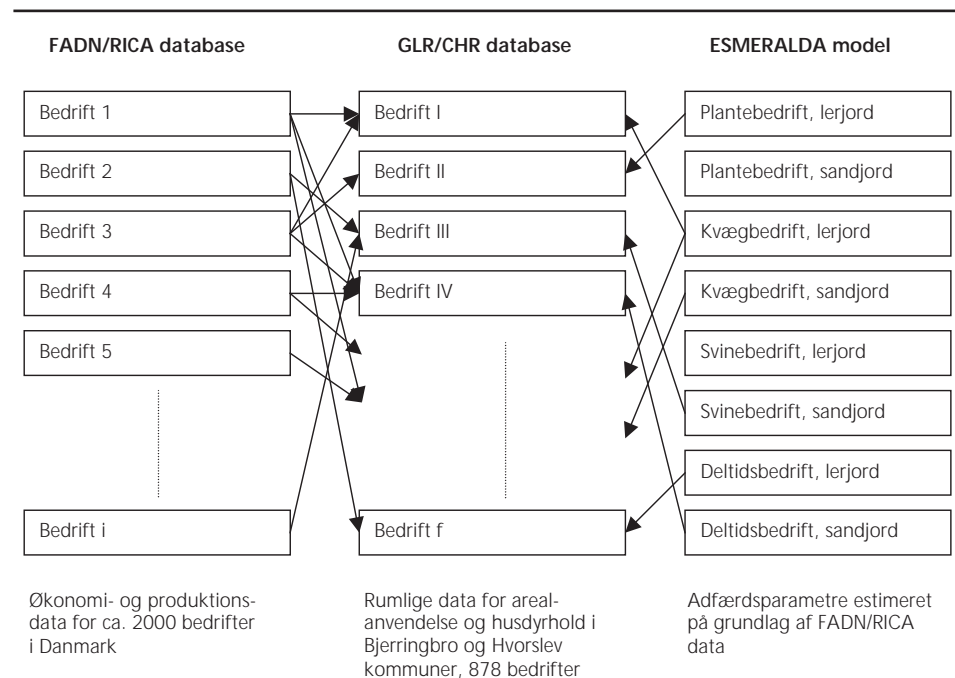 FADN/RICA database
GLR/CHR database
ESMERALDA model
Bedrift 1
Bedrift I
Plantebedrift, lerjord
Bedrift 2
Bedrift II
Plantebedrift, sandjord
Bedrift 3
Bedrift III
Kvægbedrift, lerjord
Bedrift 4
Bedrift IV
Kvægbedrift, sandjord
Bedrift 5
Svinebedrift, lerjord
Svinebedrift, sandjord
Deltidsbedrift, lerjord
Bedrift i
Bedrift f
Deltidsbedrift, sandjord
Økonomi- og produktions-
data for ca. 2000 bedrifter
i Danmark
Rumlige data for areal-
anvendelse og husdyrhold i
Bjerringbro og Hvorslev
kommuner, 878 bedrifter
Adfærdsparametre estimeret
på grundlag af FADN/RICA
data